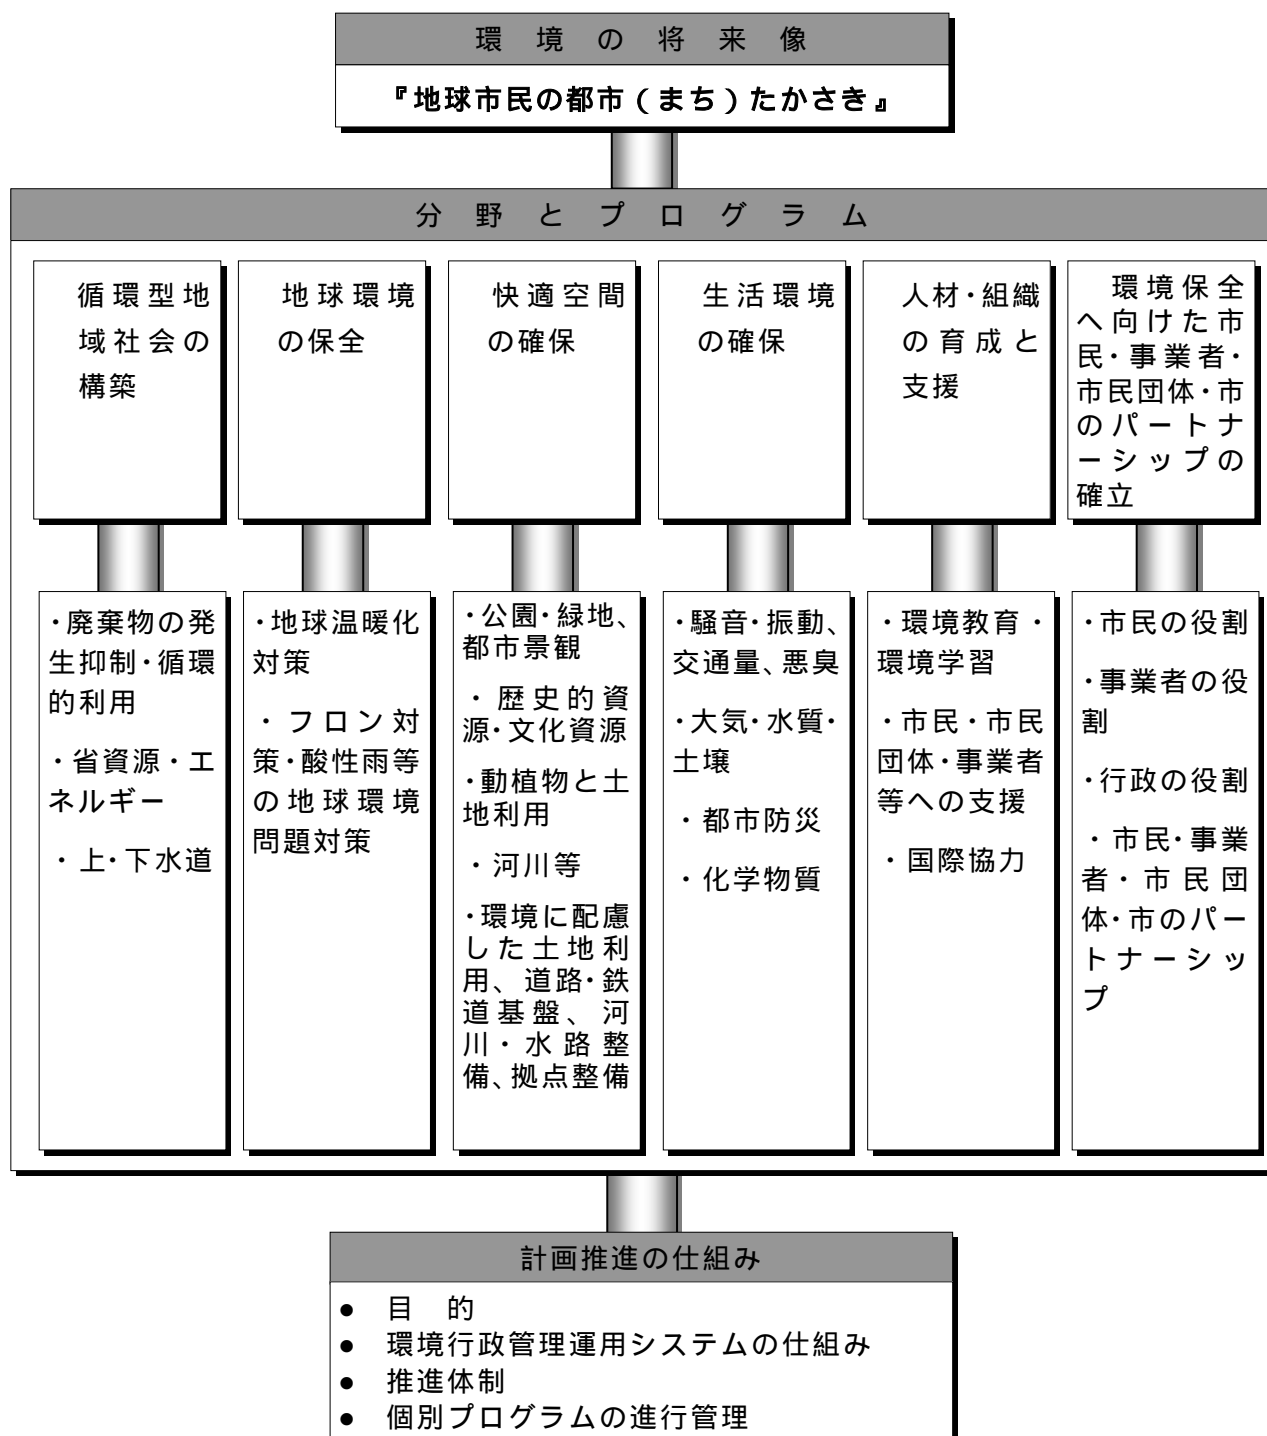 環境の将来像
『地球市民の都市(まち)たかさき』
分野とプログラム
循環型地
域社会の
構築
地球環境
の保全
快適空間
の確保
生活環境
の確保
人材・組織
の育成と
支援
環境保全
へ向けた市
民・事業者・
市民団体・市
のパートナ
ーシップの
確立
・廃棄物の発
生抑制・循環
的利用
・省資源・エ
ネルギー
・上・下水道
・地球温暖化
対策
・フロン対
策・酸性雨等
の地球環境
問題対策
・公園・緑地、
都市景観
・歴史的資
源・文化資源
・動植物と土
地利用
・河川等
・環境に配慮
した土地利
用、道路・鉄
道基盤、河
川・水路整
備、拠点整備
・騒音・振動、
交通量、悪臭
・大気・水質・
土壌
・都市防災
・化学物質
・環境教育・
環境学習
・市民・市民
団体・事業者
等への支援
・国際協力
・市民の役割
・事業者の役
割
・行政の役割
・市民・事業
者・市民団
体・市のパー
トナーシッ
プ
計画推進の仕組み
● 目 的
● 環境行政管理運用システムの仕組み
● 推進体制
● 個別プログラムの進行管理